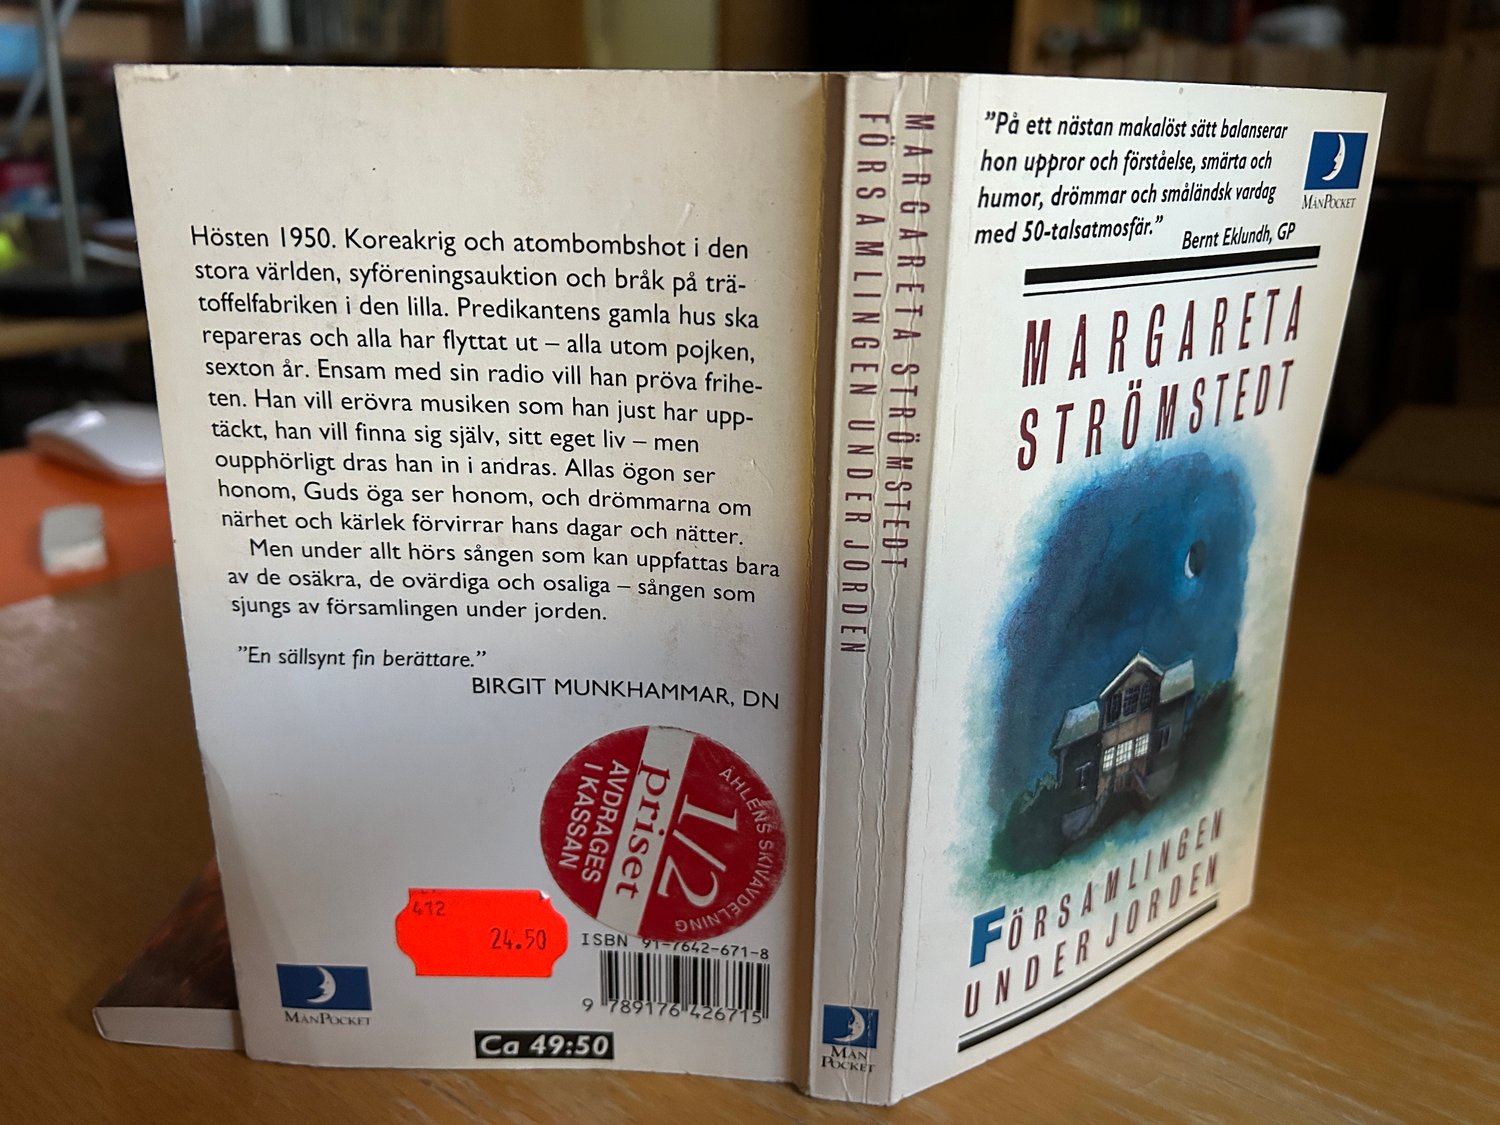 Hösten 1950. Koreakrig och atombombshot i den
stora världen, syföreningsauktion och bråk på trä-
toffelfabriken i den lilla. Predikantens gamla hus ska
repareras och alla har flyttat ut – alla utom pojken,
sexton år. Ensam med sin radio vill han pröva frihe-
ten. Han vill erövra musiken som han just har upp-
täckt, han vill finna sig själv, sitt eget liv – men
oupphörligt dras han in i andras. Allas ögon ser
honom, Guds öga ser honom, och drömmarna om
närhet och kärlek förvirrar hans dagar och nätter.
Men under allt hörs sången som kan uppfattas bara
av de osäkra, de ovärdiga och osaliga – sången som
sjungs av församlingen under jorden.
”En sällsynt fin berättare.”
BIRGIT MUNKHAMMAR, DN
ÅHLÉNS SKIVAVDELNING
1/2
priset
AVDRAGES
I KASSAN
412
24.50
ISBN 91-7642-671-8
9 789176 426715
MÅNPOCKET
Ca 49:50
MARGARETA STRÖMSTEDT
FÖRSAMLINGEN UNDER JORDEN
MÅN
POCKET
”På ett nästan makalöst sätt balanserar
hon uppror och förståelse, smärta och
humor, drömmar och småländsk vardag
med 50-talsatmosfär.”
Bernt Eklundh, GP
MÅNPOCKET
MARGARETA
STRÖMSTEDT
FÖRSAMLINGEN
UNDER JORDEN